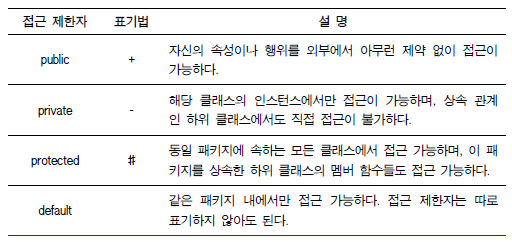 접근 제한자 표기법 설 명
public + 자신의 속성이나 행위를 외부에서 아무런 제약 없이 접근이
가능하다.
private - 해당 클래스의 인스턴스에서만 접근이 가능하며, 상속 관계
인 하위 클래스에서도 직접 접근이 불가하다.
protected # 동일 패키지에 속하는 모든 클래스에서 접근 가능하며, 이 패
키지를 상속한 하위 클래스의 멤버 함수들도 접근 가능하다.
default 같은 패키지 내에서만 접근 가능하다. 접근 제한자는 따로
표기하지 않아도 된다.